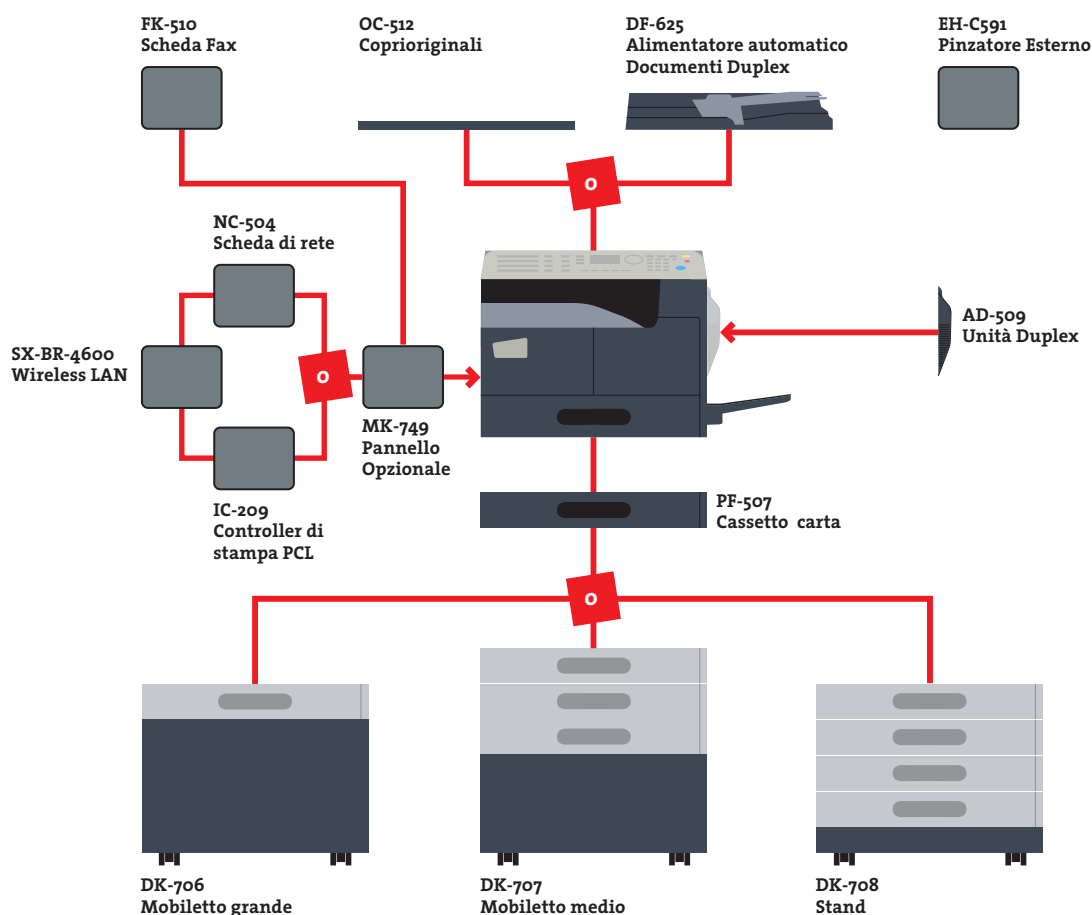 FK-510
Scheda Fax
OC-512
Coprioriginali
DF-625
Alimentatore automatico
Documenti Duplex
EH-C591
Pinzatore Esterno
O
NC-504
Scheda di rete
SX-BR-4600
Wireless LAN
O
MK-749
Pannello
Opzionale
AD-509
Unità Duplex
IC-209
Controller di
stampa PCL
PF-507
Cassetto carta
O
DK-706
Mobiletto grande
DK-707
Mobiletto medio
DK-708
Stand